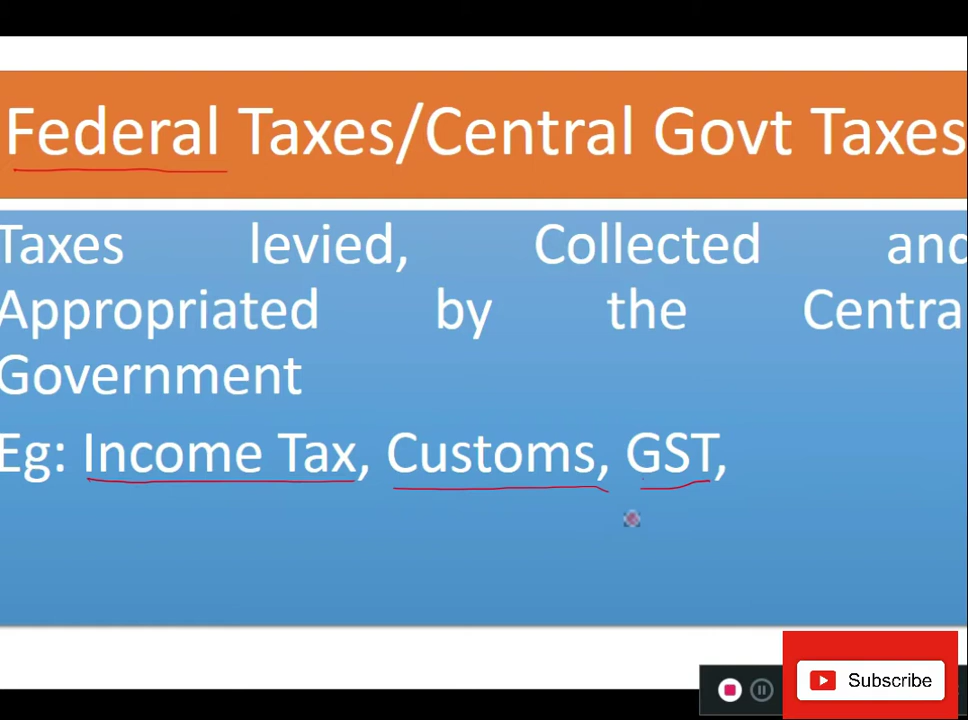 Federal Taxes/Central Govt Taxes
Taxes levied, Collected and
Appropriated by the Centra
Government
Eg: Income Tax, Customs, GST,
Subscribe